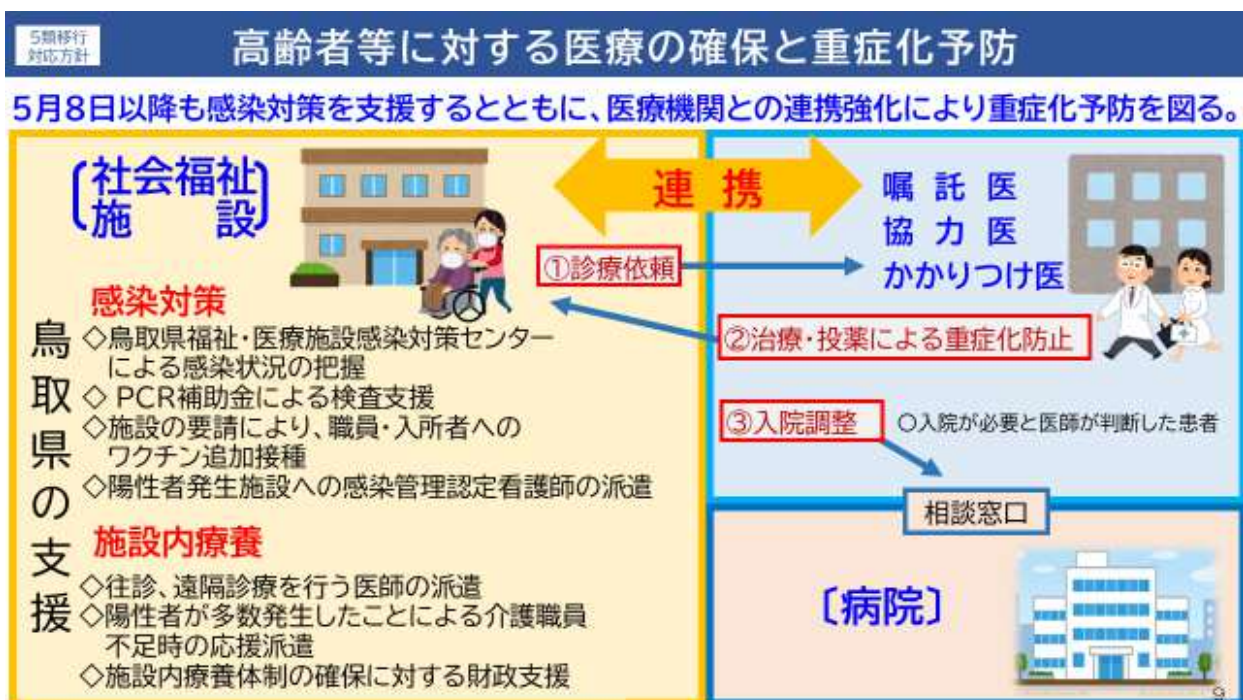 5類移行
対応方針
高齢者等に対する医療の確保と重症化予防
5月8日以降も感染対策を支援するとともに、医療機関との連携強化により重症化予防を図る。
〔社会福祉
施設〕
連携
嘱託医
協力医
かかりつけ医
①診療依頼
②治療・投薬による重症化防止
③入院調整
○入院が必要と医師が判断した患者
相談窓口
〔病院〕
鳥取県の支援
感染対策
◇鳥取県福祉・医療施設感染対策センター
による感染状況の把握
◇ PCR補助金による検査支援
◇施設の要請により、職員・入所者への
ワクチン追加接種
◇陽性者発生施設への感染管理認定看護師の派遣
施設内療養
◇往診、遠隔診療を行う医師の派遣
◇陽性者が多数発生したことによる介護職員
不足時の応援派遣
◇施設内療養体制の確保に対する財政支援
9